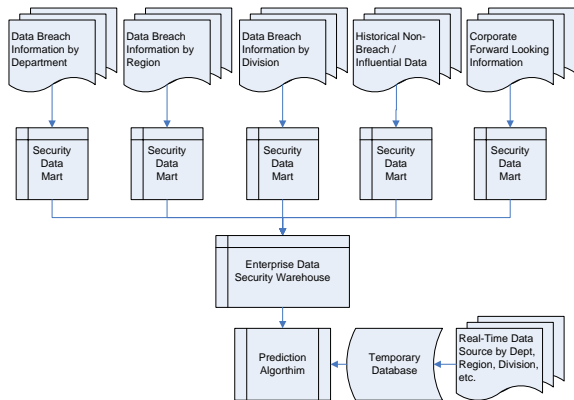 Data Breach
Information by
Department
Data Breach
Information by
Region
Data Breach
Information by
Division
Historical Non-
Breach /
Influential Data
Corporate
Forward Looking
Information
Security
Data
Mart
Security
Data
Mart
Security
Data
Mart
Security
Data
Mart
Security
Data
Mart
Enterprise Data
Security Warehouse
Prediction
Algorthim
Temporary
Database
Real-Time Data
Source by Dept,
Region, Division,
etc.